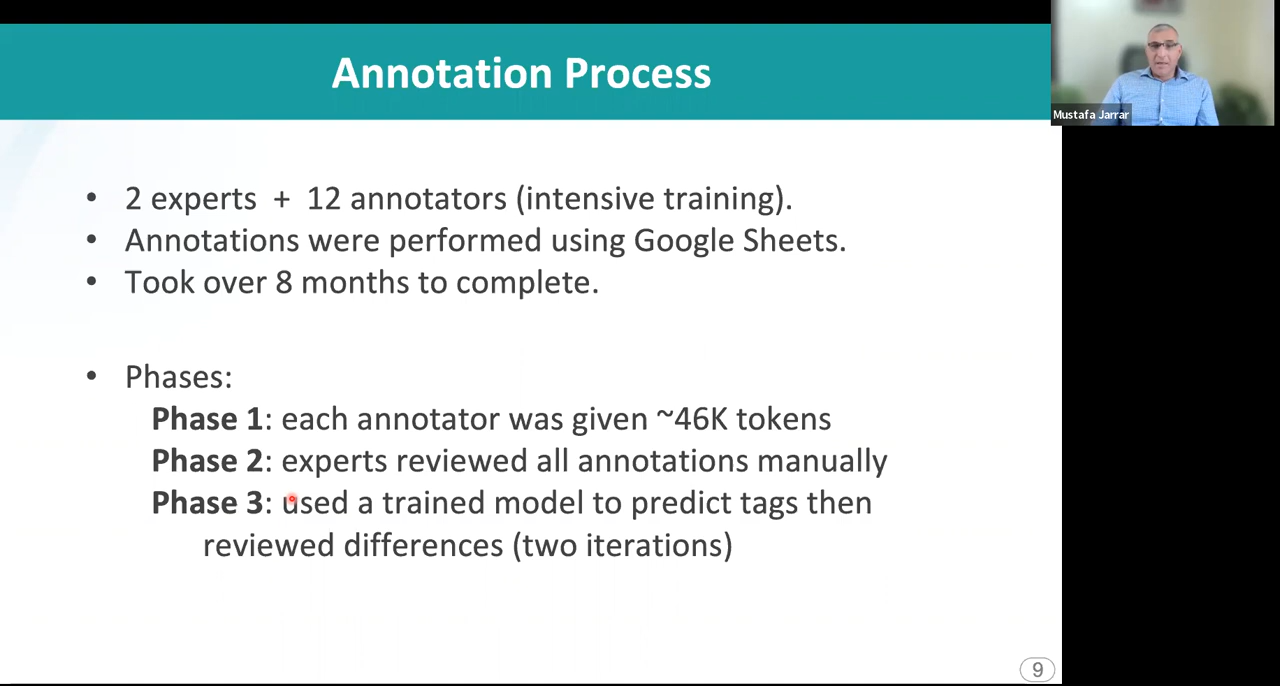 Annotation Process
Mustafa Jarrar
• 2 experts + 12 annotators (intensive training).
• Annotations were performed using Google Sheets.
• Took over 8 months to complete.
• Phases:
Phase 1: each annotator was given ~46K tokens
Phase 2: experts reviewed all annotations manually
Phase 3: used a trained model to predict tags then
reviewed differences (two iterations)
9